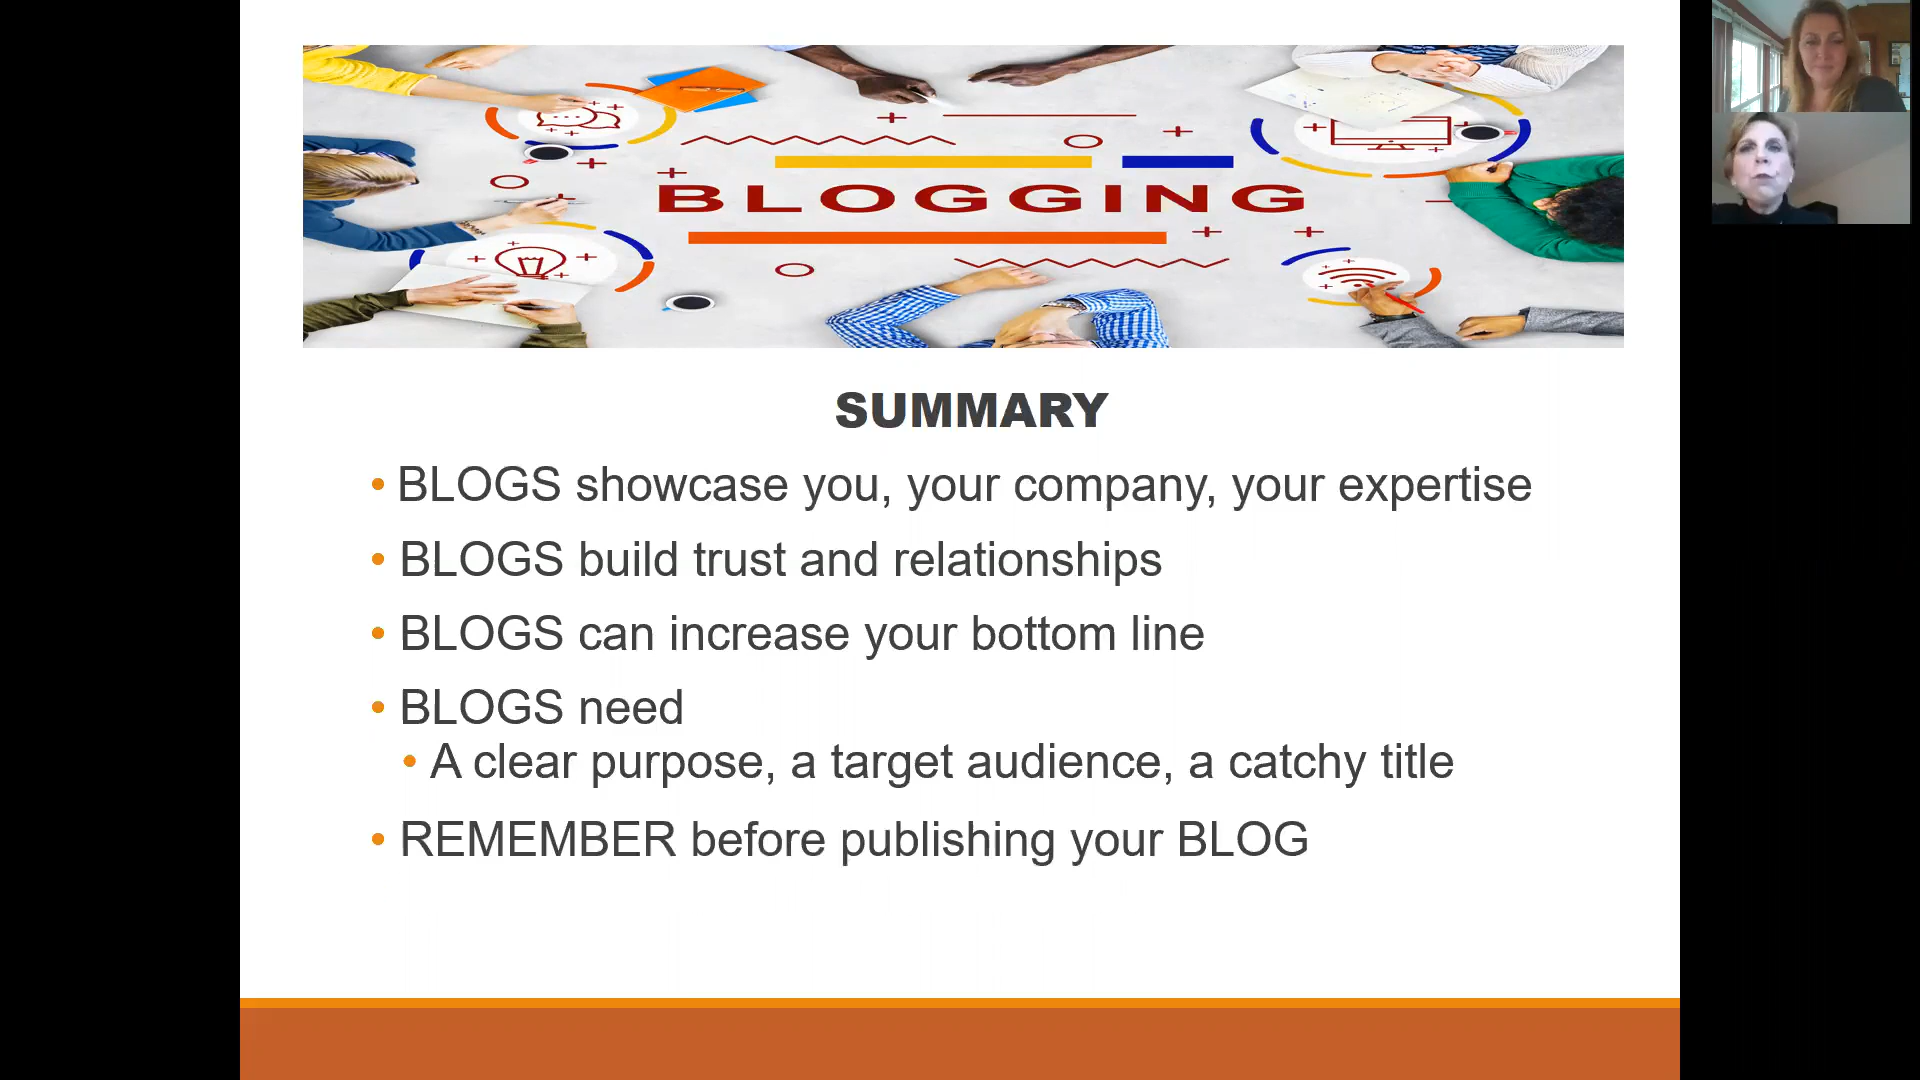 BLOGGING
SUMMARY
• BLOGS showcase you, your company, your expertise
• BLOGS build trust and relationships
• BLOGS can increase your bottom line
• BLOGS need
• A clear purpose, a target audience, a catchy title
• REMEMBER before publishing your BLOG